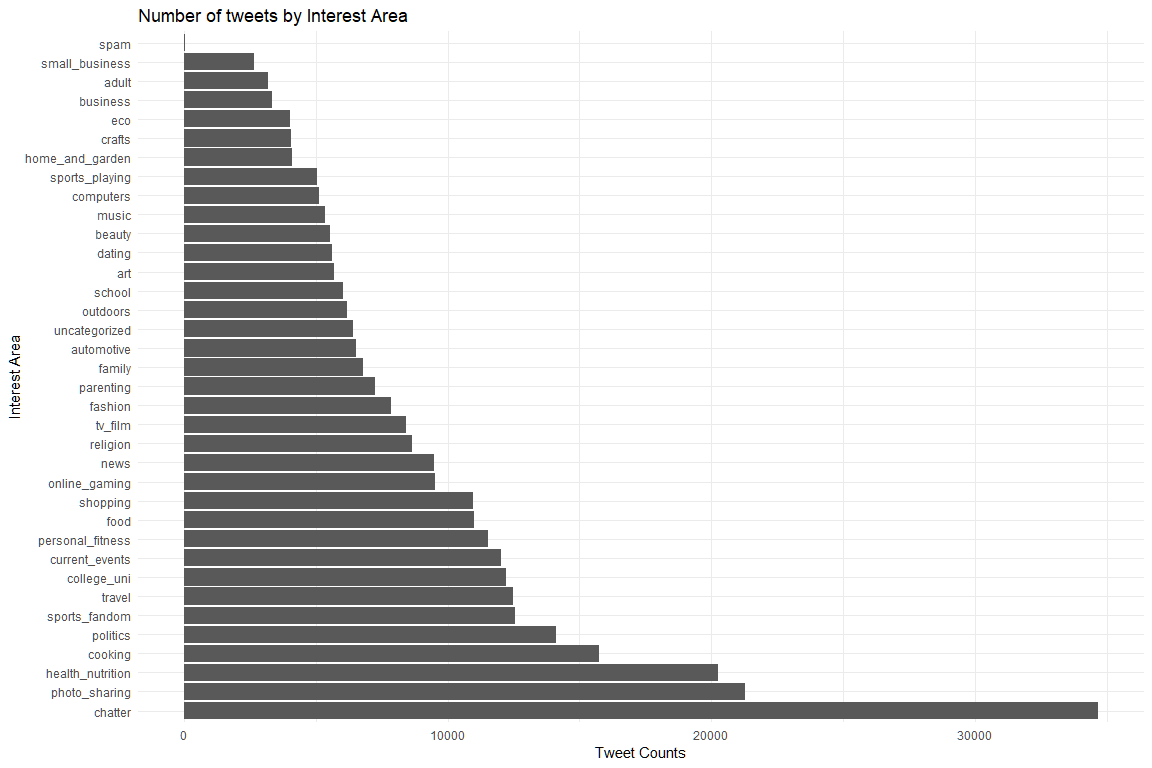 Number of tweets by Interest Area
spam
small_business
adult
business
eco
crafts
home_and_garden
sports_playing
computers
music
beauty
dating
art
school
outdoors
uncategorized
automotive
family
parenting
fashion
tv_film
religion
news
online_gaming
shopping
food
personal_fitness
current_events
college_uni
travel
sports_fandom
politics
cooking
health_nutrition
photo_sharing
chatter
Interest Area
0 10000 20000 30000
Tweet Counts